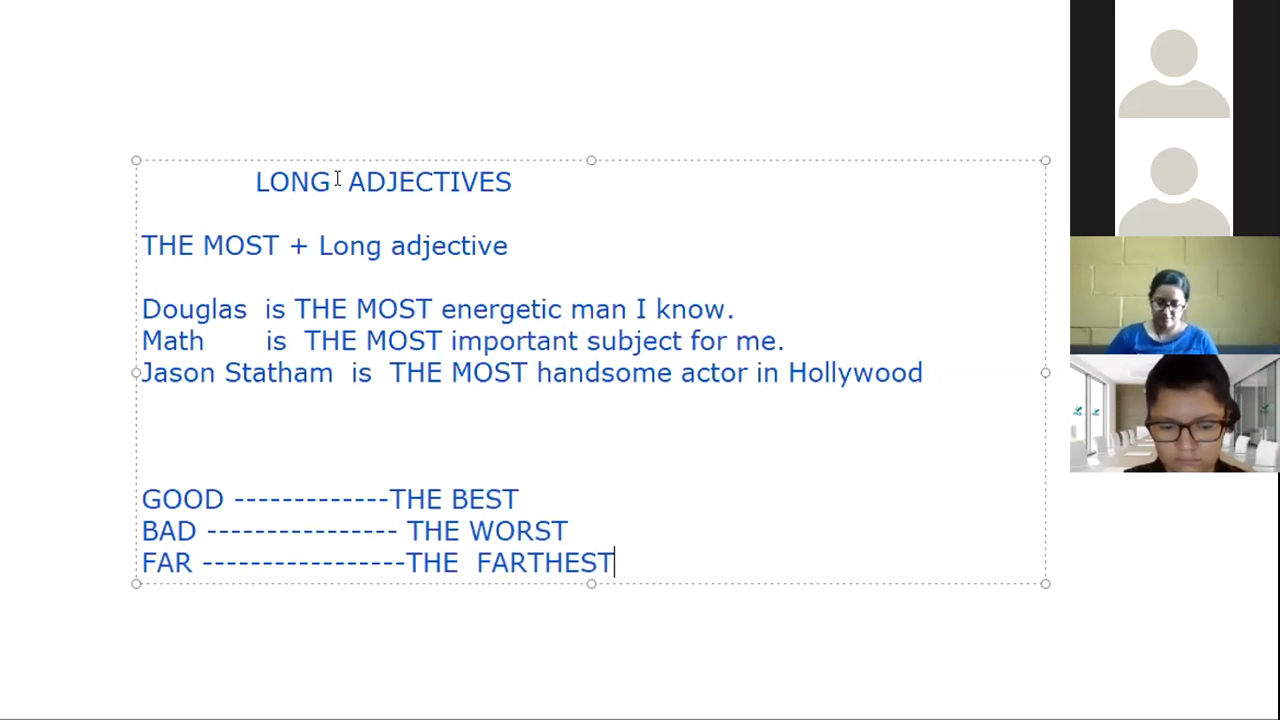 LONG ADJECTIVES
THE MOST + Long adjective
Douglas is THE MOST energetic man I know.
Math is THE MOST important subject for me.
Jason Statham is THE MOST handsome actor in Hollywood
GOOD -------------THE BEST
BAD ---------------- THE WORST
FAR -----------------THE FARTHEST